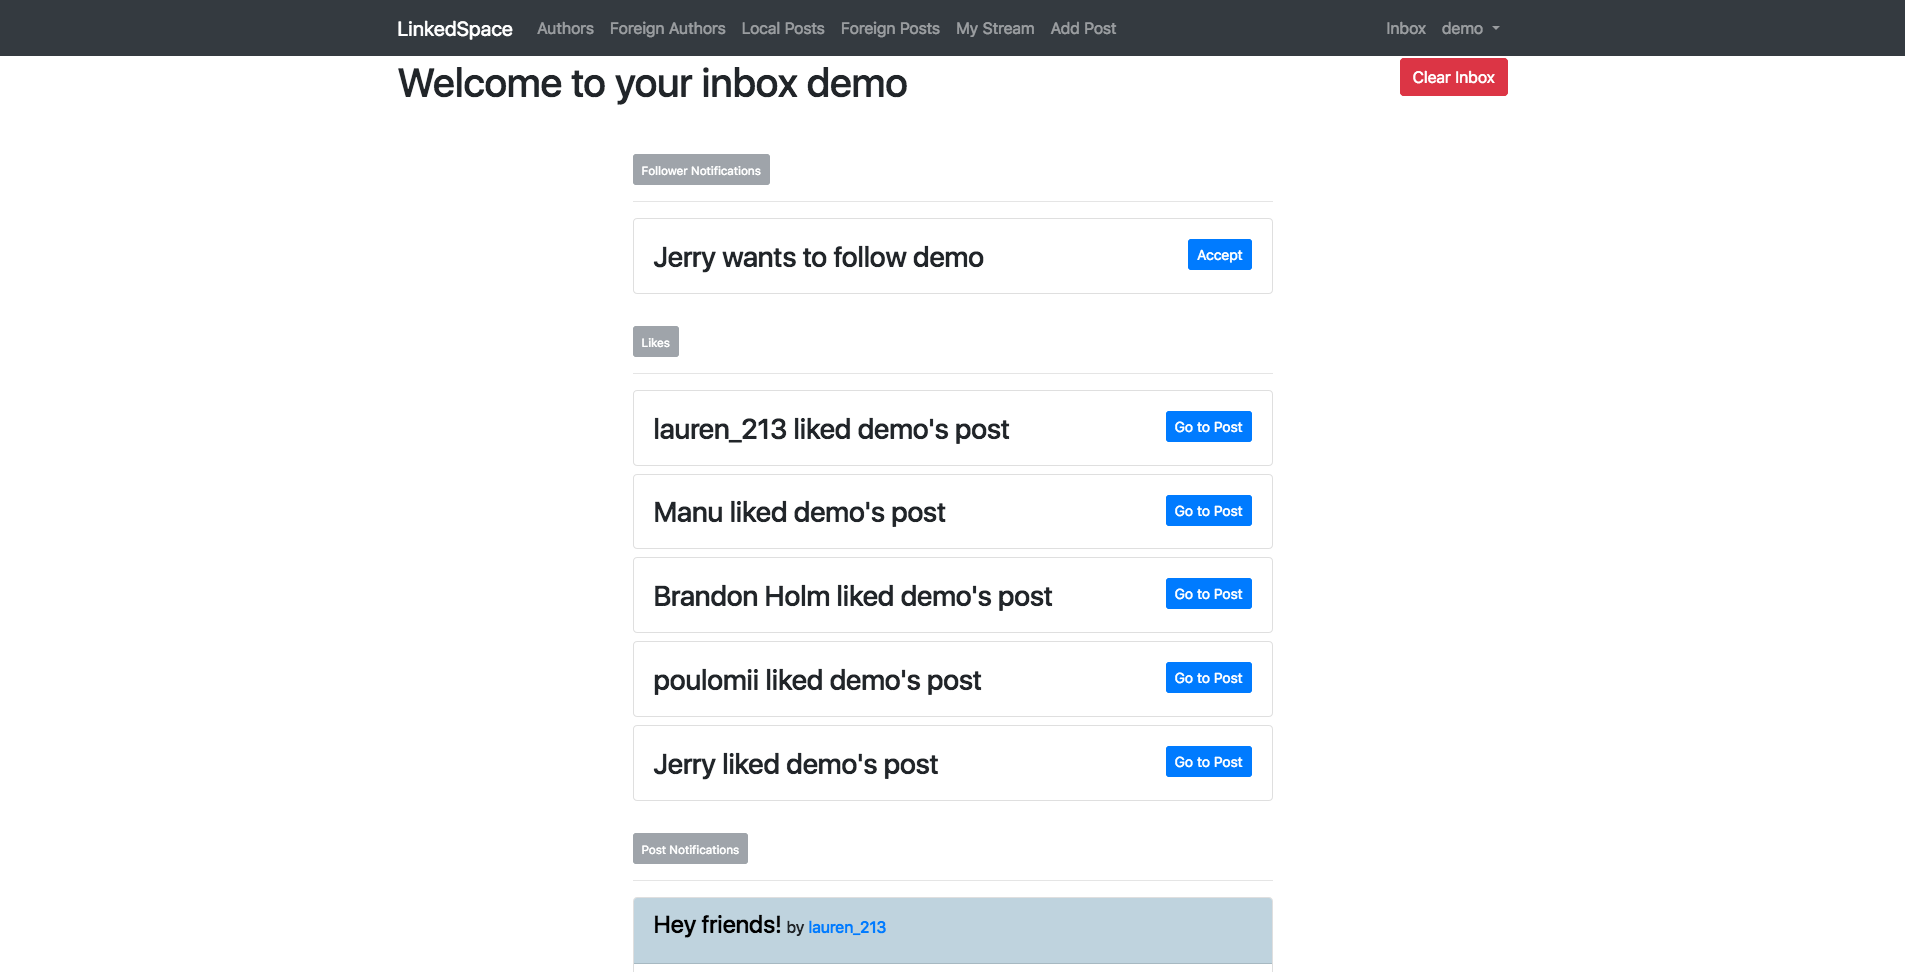 LinkedSpace Authors Foreign Authors Local Posts Foreign Posts My Stream Add Post Inbox demo
Welcome to your inbox demo Clear Inbox
Follower Notifications
Jerry wants to follow demo Accept
Likes
lauren_213 liked demo's post Go to Post
Manu liked demo's post Go to Post
Brandon Holm liked demo's post Go to Post
poulomii liked demo's post Go to Post
Jerry liked demo's post Go to Post
Post Notifications
Hey friends! by lauren_213